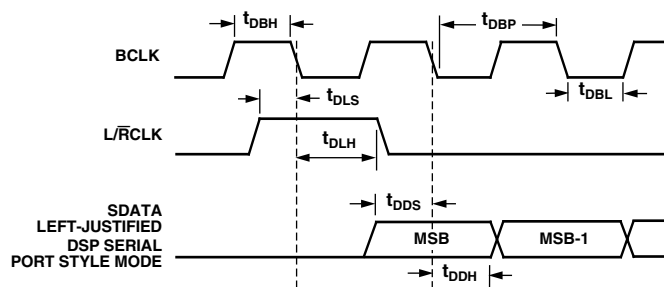 tDBH
tDBP
BCLK
tDLS
tDBL
L/R̅CLK
tDLH
SDATA
LEFT-JUSTIFIED
DSP SERIAL
PORT STYLE MODE
tDDS
MSB
MSB-1
tDDH